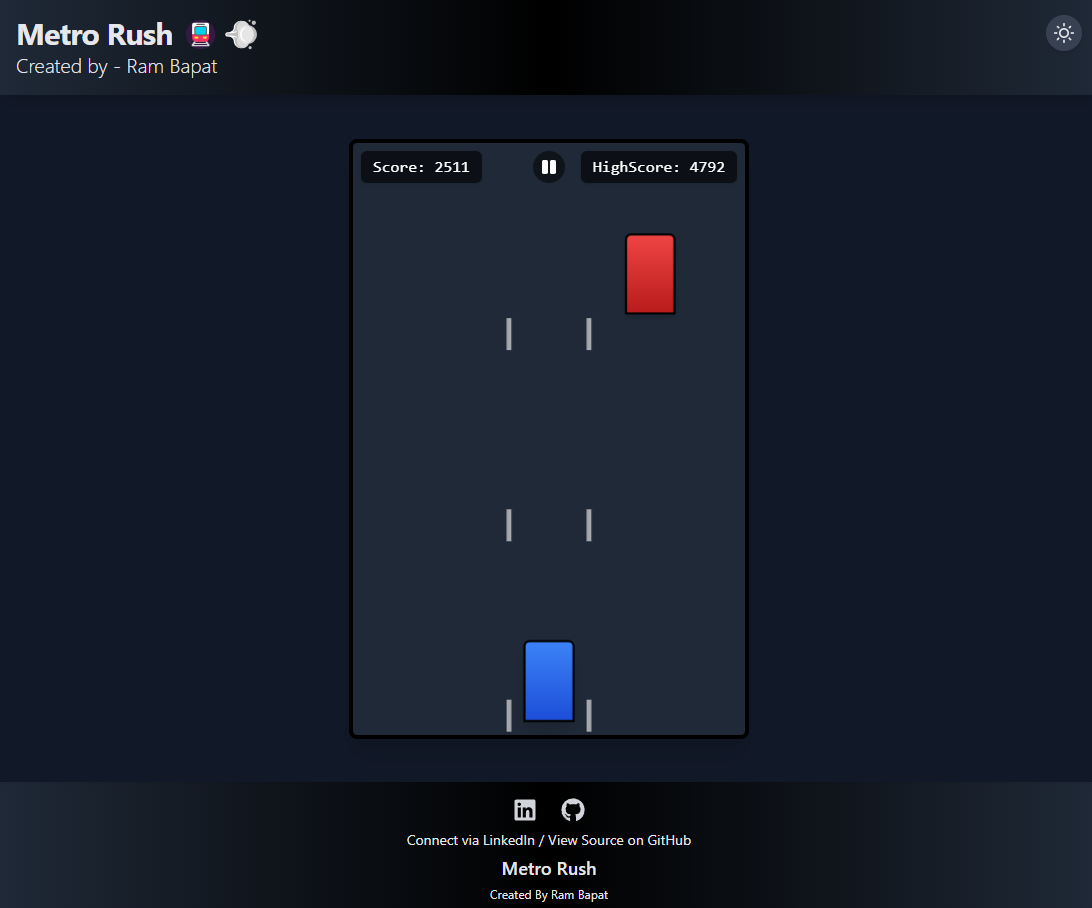 Metro Rush 🚇 💨
Created by - Ram Bapat
Score: 2511
HighScore: 4792
Connect via LinkedIn / View Source on GitHub
Metro Rush
Created By Ram Bapat